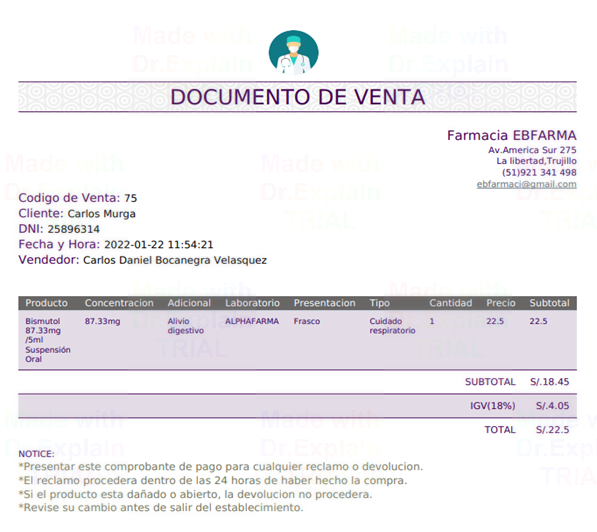 DOCUMENTO DE VENTA
Farmacia EBFARMA
Av.America Sur 275
La libertad,Trujillo
(51)921 341 498
ebfarmaci@gmail.com
Codigo de Venta: 75
Cliente: Carlos Murga
DNI: 25896314
Fecha y Hora: 2022-01-22 11:54:21
Vendedor: Carlos Daniel Bocanegra Velasquez
Producto Concentracion Adicional Laboratorio Presentacion Tipo Cantidad Precio Subtotal
Bismutol 87.33mg Alivio ALPHAFARMA Frasco Cuidado 1 22.5 22.5
87.33mg digestivo respiratorio
/5ml
Suspensión
Oral
SUBTOTAL S/.18.45
IGV(18%) S/.4.05
TOTAL S/.22.5
NOTICE:
*Presentar este comprobante de pago para cualquier reclamo o devolucion.
*El reclamo procedera dentro de las 24 horas de haber hecho la compra.
*Si el producto esta dañado o abierto, la devolucion no procedera.
*Revise su cambio antes de salir del establecimiento.
Made with
Dr.Explain
TRIAL